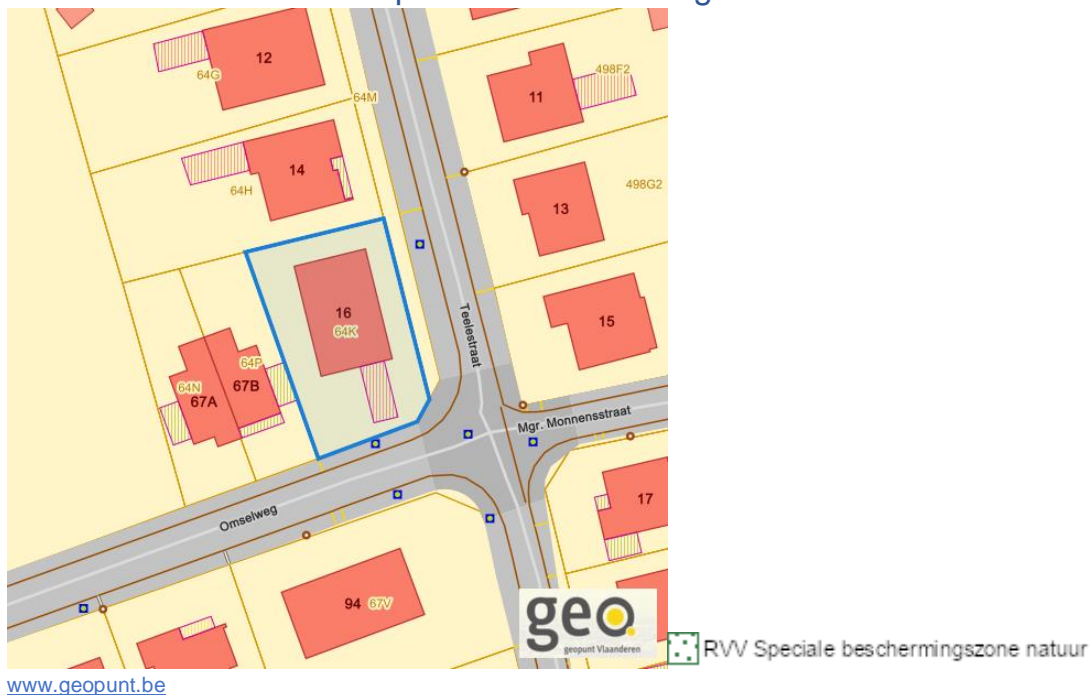 12
64G
498F2
64M
11
14
64H
498G2
13
16
64K
15
Teelestraat
64P
64N
67B
67A
Mgr. Monnensstraat
17
Omselweg
94 67V
geo.
geopunt Vlaanderen
RVV Speciale beschermingszone natuur
www.geopunt.be